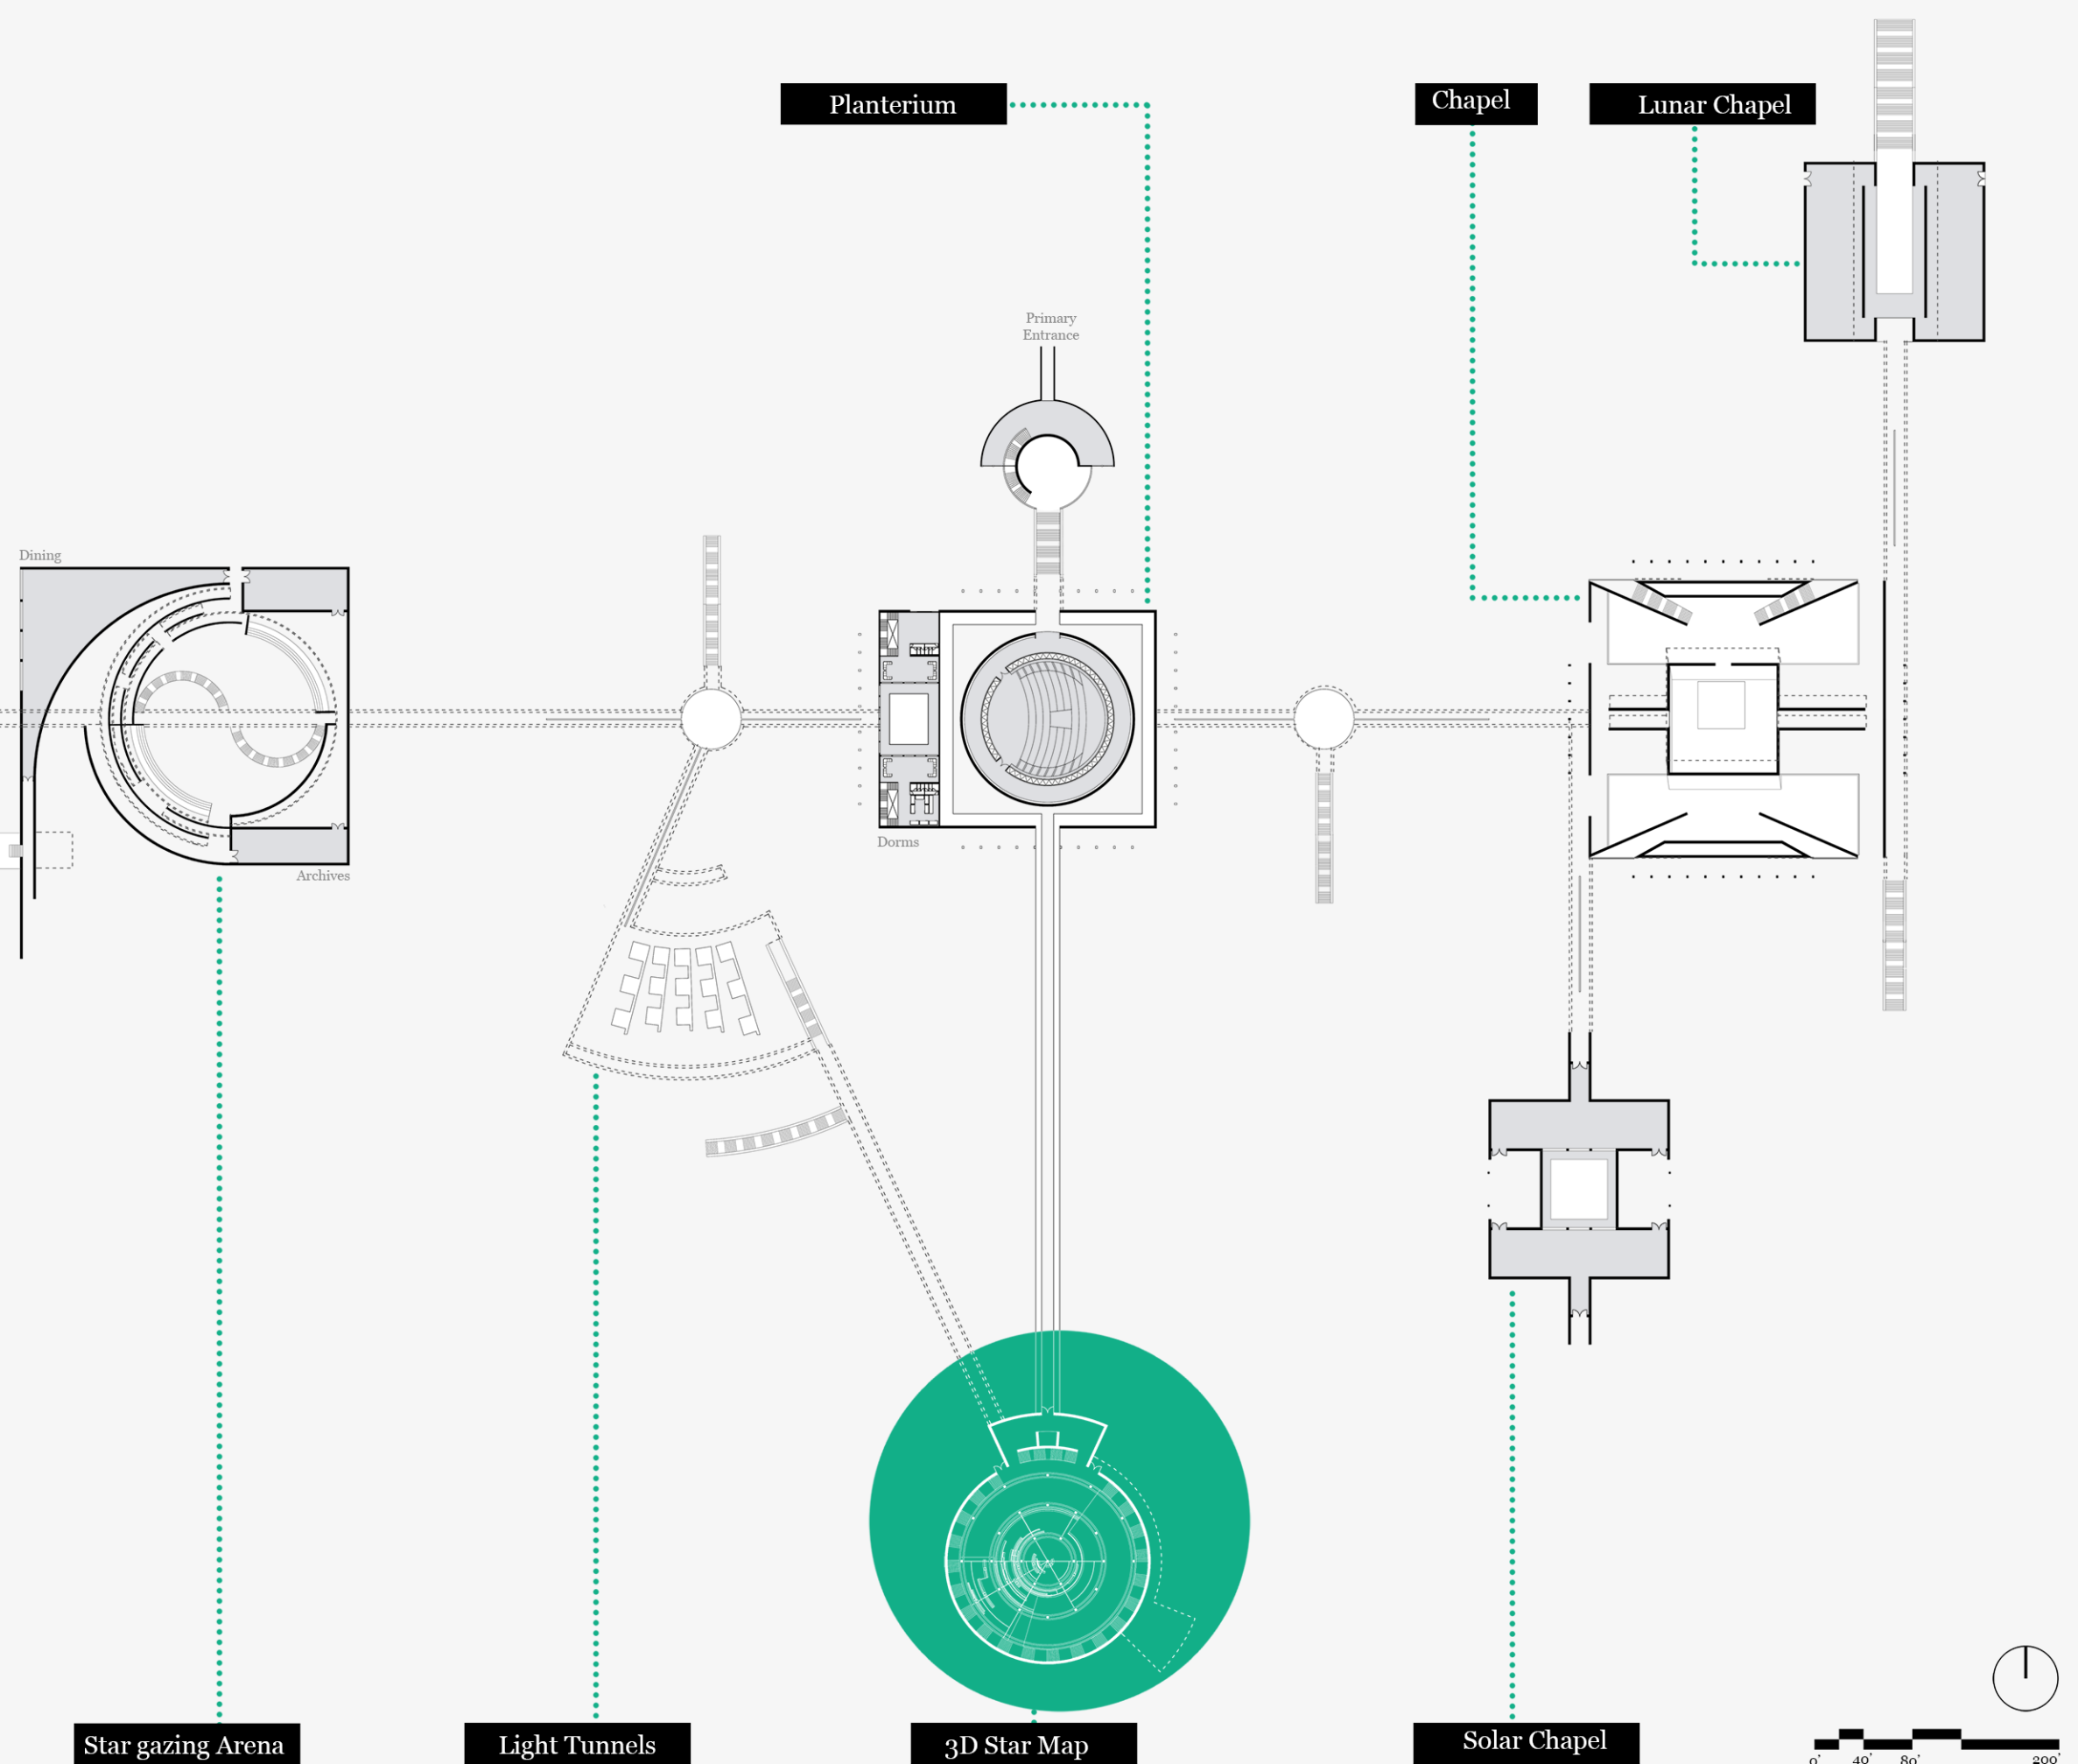 Planterium
Chapel
Lunar Chapel
Primary
Entrance
Dining
Dorms
Archives
Star gazing Arena
Light Tunnels
3D Star Map
Solar Chapel
0' 40' 80' 200'